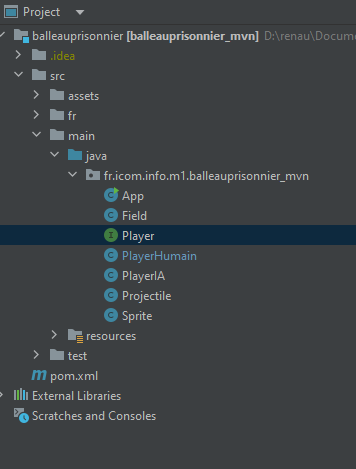 Project
balleauprisonnier [balleauprisonnier_mvn] D:\renau\Docum
.idea
src
assets
fr
main
java
fr.icom.info.m1.balleauprisonnier_mvn
App
Field
Player
PlayerHumain
PlayerIA
Projectile
Sprite
resources
test
pom.xml
External Libraries
Scratches and Consoles